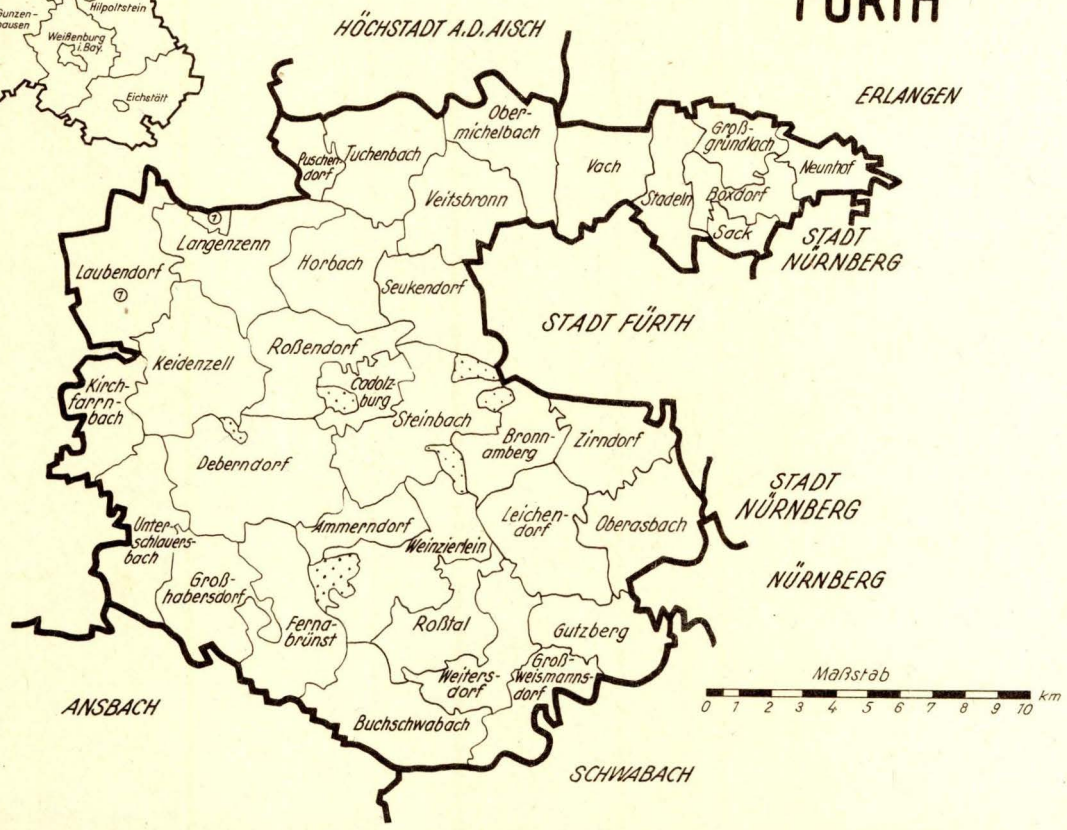 FÜRTH
Hilpoltstein
Gunzen-
hausen
Weißenburg
i. Bay.
Eichstätt
HÖCHSTADT A.D. AISCH
ERLANGEN
Ober-
michelbach
Groß-
gründlach
Puschen-
dorf
Tuchenbach
Vach
Neunhof
Veitsbronn
Stadeln
Boxdorf
Sack
STADT
NÜRNBERG
1
Langenzenn
Horbach
Laubendorf
1
Seukendorf
STADT FÜRTH
Roßendorf
Keidenzell
Cadolz-
burg
Kirch-
farrn-
bach
Steinbach
Bronn-
amberg
Zirndorf
Deberndorf
STADT
NÜRNBERG
Leichen-
dorf
Oberasbach
Ammerndorf
Weinzierlein
Unter-
schlauers-
bach
NÜRNBERG
Groß-
habersdorf
Ferna-
brünst
Roßtal
Gutzberg
Groß-
Weismanns-
dorf
Weiters-
dorf
Maßstab
0 1 2 3 4 5 6 7 8 9 10 km
ANSBACH
Buchschwabach
SCHWABACH